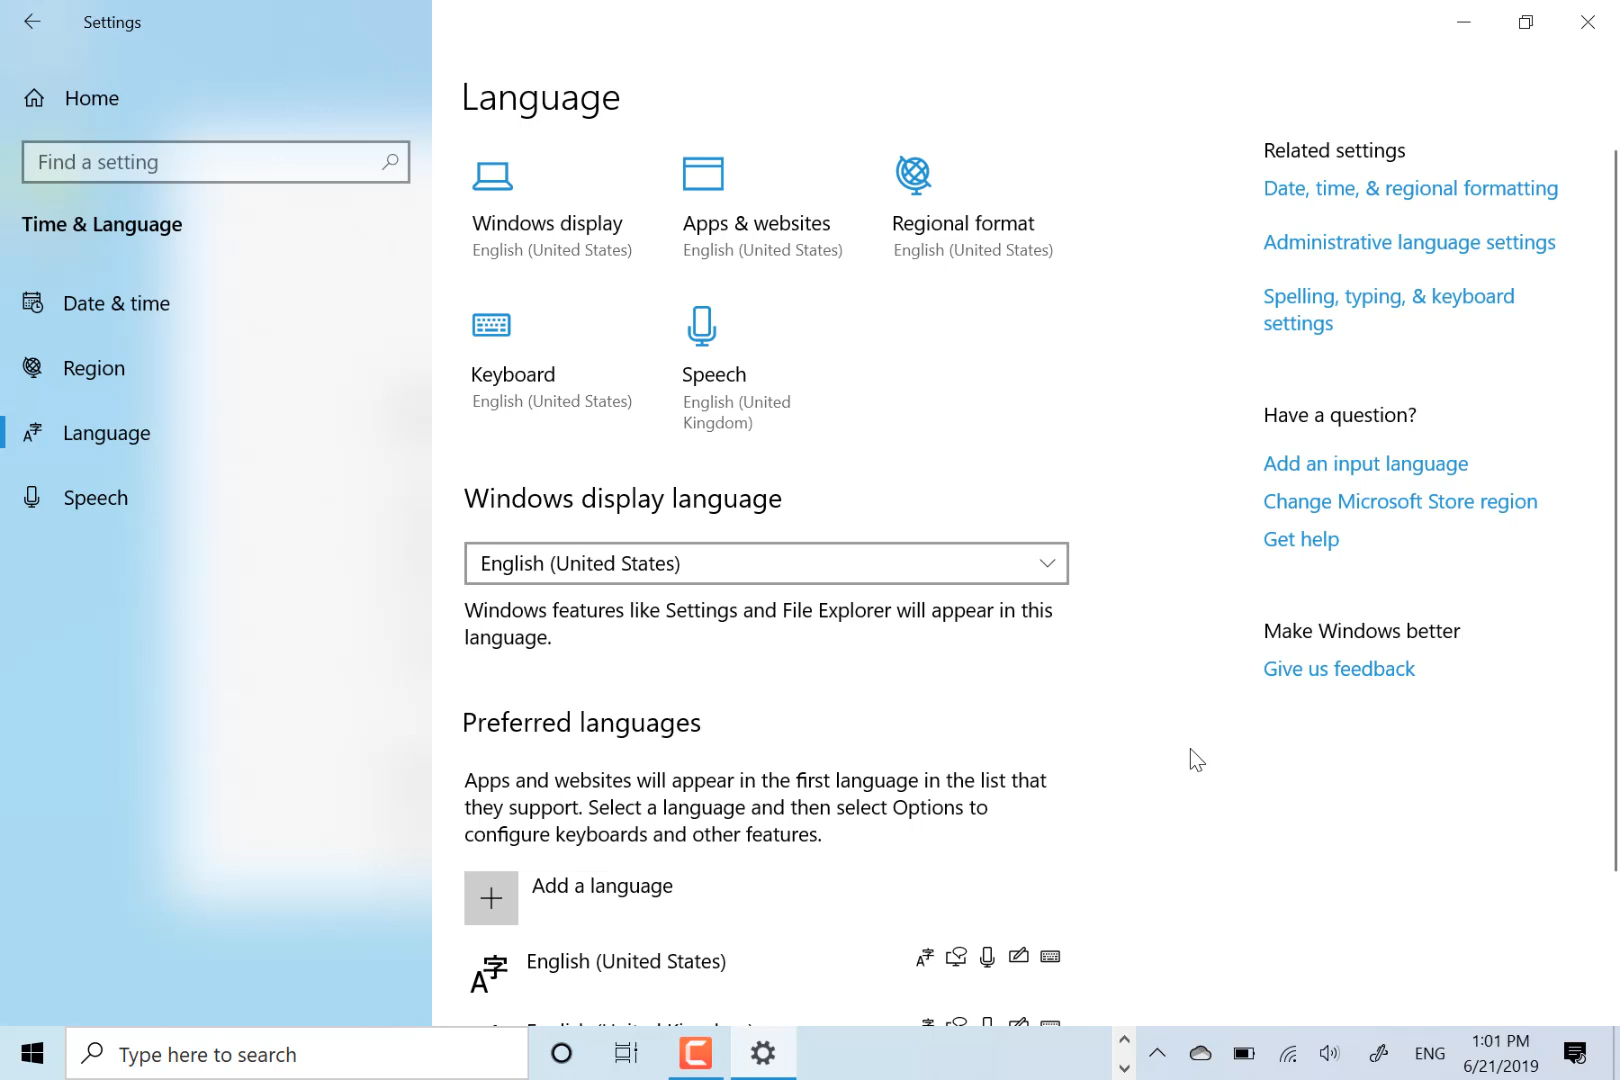 Settings
Home
Find a setting
Time & Language
Date & time
Region
Language
Speech
Language
Windows display
English (United States)
Apps & websites
English (United States)
Regional format
English (United States)
Keyboard
English (United States)
Speech
English (United
Kingdom)
Windows display language
English (United States)
Windows features like Settings and File Explorer will appear in this
language.
Preferred languages
Apps and websites will appear in the first language in the list that
they support. Select a language and then select Options to
configure keyboards and other features.
Add a language
English (United States)
Related settings
Date, time, & regional formatting
Administrative language settings
Spelling, typing, & keyboard
settings
Have a question?
Add an input language
Change Microsoft Store region
Get help
Make Windows better
Give us feedback
Type here to search
ENG
1:01 PM
6/21/2019